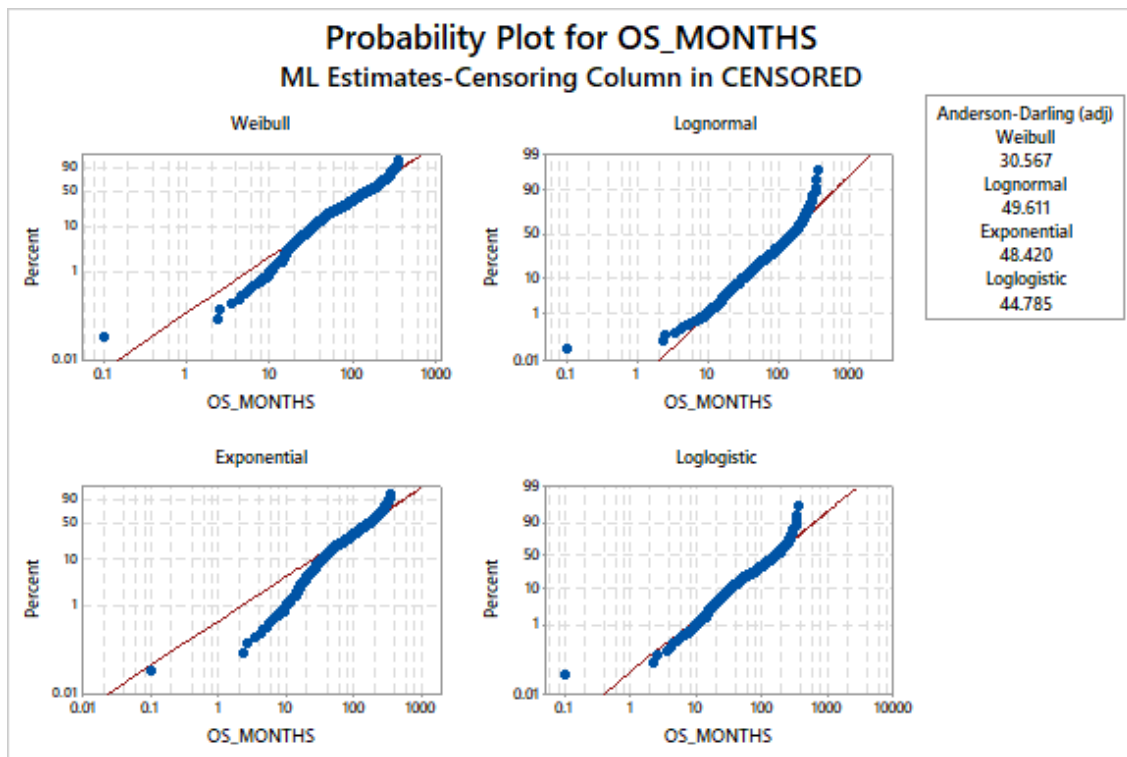 Probability Plot for OS_MONTHS
ML Estimates-Censoring Column in CENSORED
Weibull
Percent
90
50
10
1
0.01
0.1 1 10 100 1000
OS_MONTHS
Lognormal
Percent
99
90
50
10
1
0.01
0.1 1 10 100 1000
OS_MONTHS
Anderson-Darling (adj)
Weibull
30.567
Lognormal
49.611
Exponential
48.420
Loglogistic
44.785
Exponential
Percent
90
50
10
1
0.01
0.01 0.1 1 10 100 1000
OS_MONTHS
Loglogistic
Percent
99
90
50
10
1
0.01
0.1 1 10 100 1000 10000
OS_MONTHS